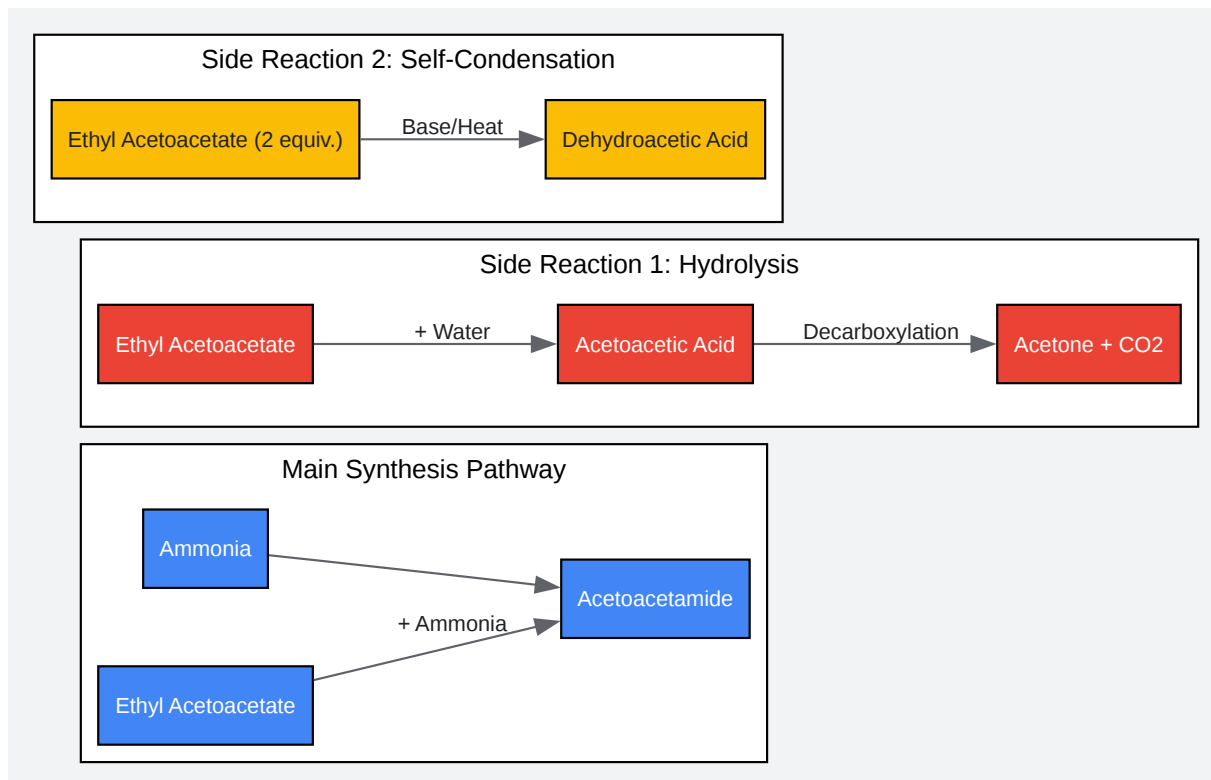 Side Reaction 2: Self-Condensation
Ethyl Acetoacetate (2 equiv.)
Base/Heat
Dehydroacetic Acid
Side Reaction 1: Hydrolysis
Ethyl Acetoacetate
+ Water
Acetoacetic Acid
Decarboxylation
Acetone + CO2
Main Synthesis Pathway
Ammonia
Acetoacetamide
+ Ammonia
Ethyl Acetoacetate